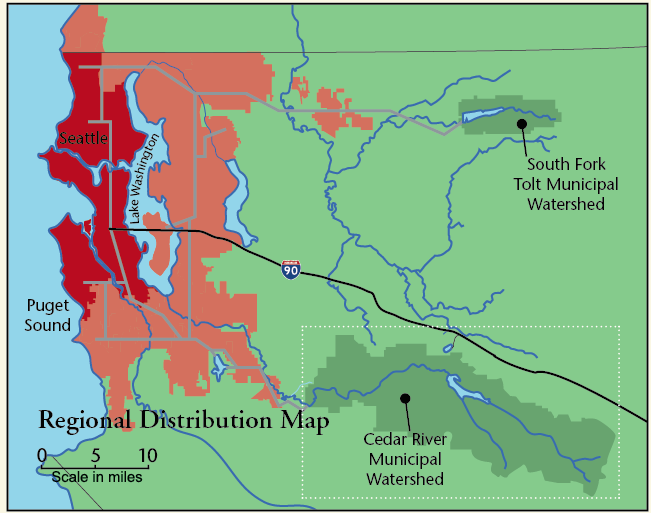 Seattle
Lake Washington
South Fork
Tolt Municipal
Watershed
90
Puget
Sound
Regional Distribution Map
Cedar River
Municipal
Watershed
0 5 10
Scale in miles